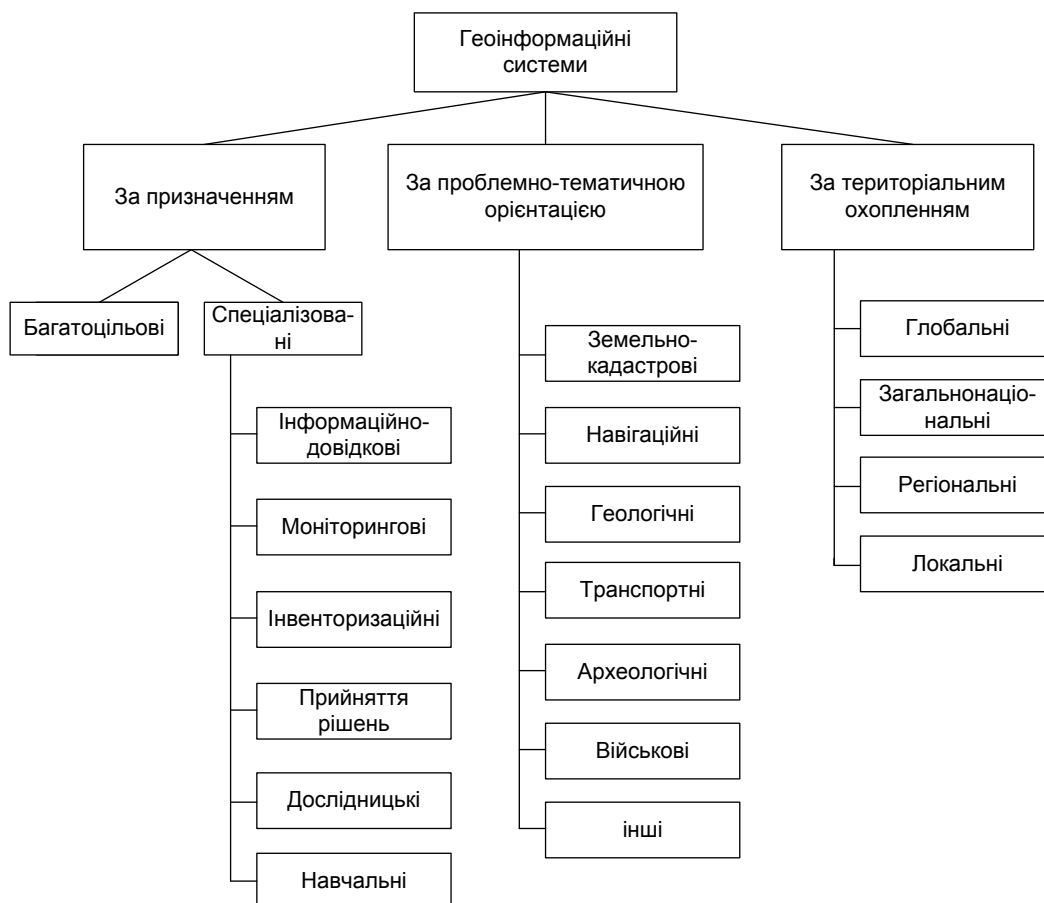 Геоінформаційні
системи
За призначенням
За проблемно-тематичною
орієнтацією
За територіальним
охопленням
Багатоцільові
Спеціалізова-
ні
Інформаційно-
довідкові
Моніторингові
Інвенторизаційні
Прийняття
рішень
Дослідницькі
Навчальні
Земельно-
кадастрові
Навігаційні
Геологічні
Транспортні
Археологічні
Військові
інші
Глобальні
Загальнонаціо-
нальні
Регіональні
Локальні